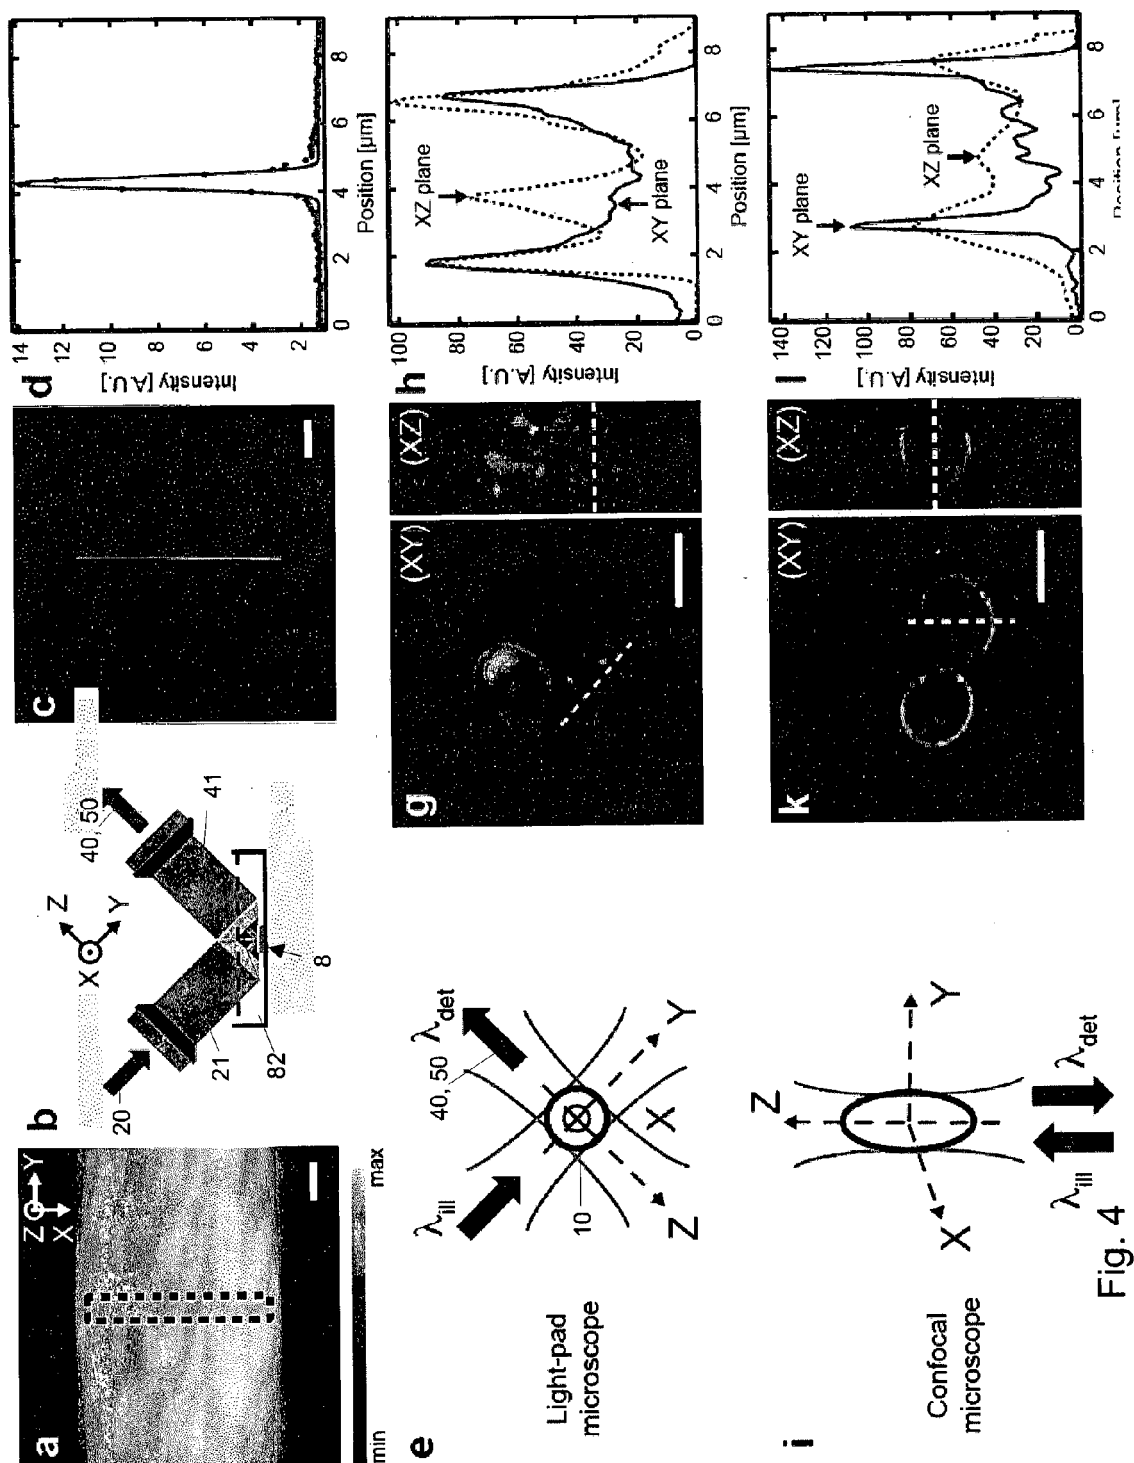 a
Z
Y
X
min
max
b
X
Z
Y
20
21
82
8
41
40, 50
c
d
Intensity [A.U.]
14
12
10
8
6
4
2
0
2
4
6
8
Position [µm]
Light-pad
microscope
e
λill
λdet
40, 50
10
Z
X
Y
g
(XY)
(XZ)
h
Intensity [A.U.]
100
80
60
40
20
0
0
2
4
6
8
Position [µm]
XZ plane
XY plane
Confocal
microscope
i
Z
Y
X
λill
λdet
k
(XY)
(XZ)
l
Intensity [A.U.]
140
120
100
80
60
40
20
0
0
2
4
6
8
XY plane
XZ plane
Fig. 4